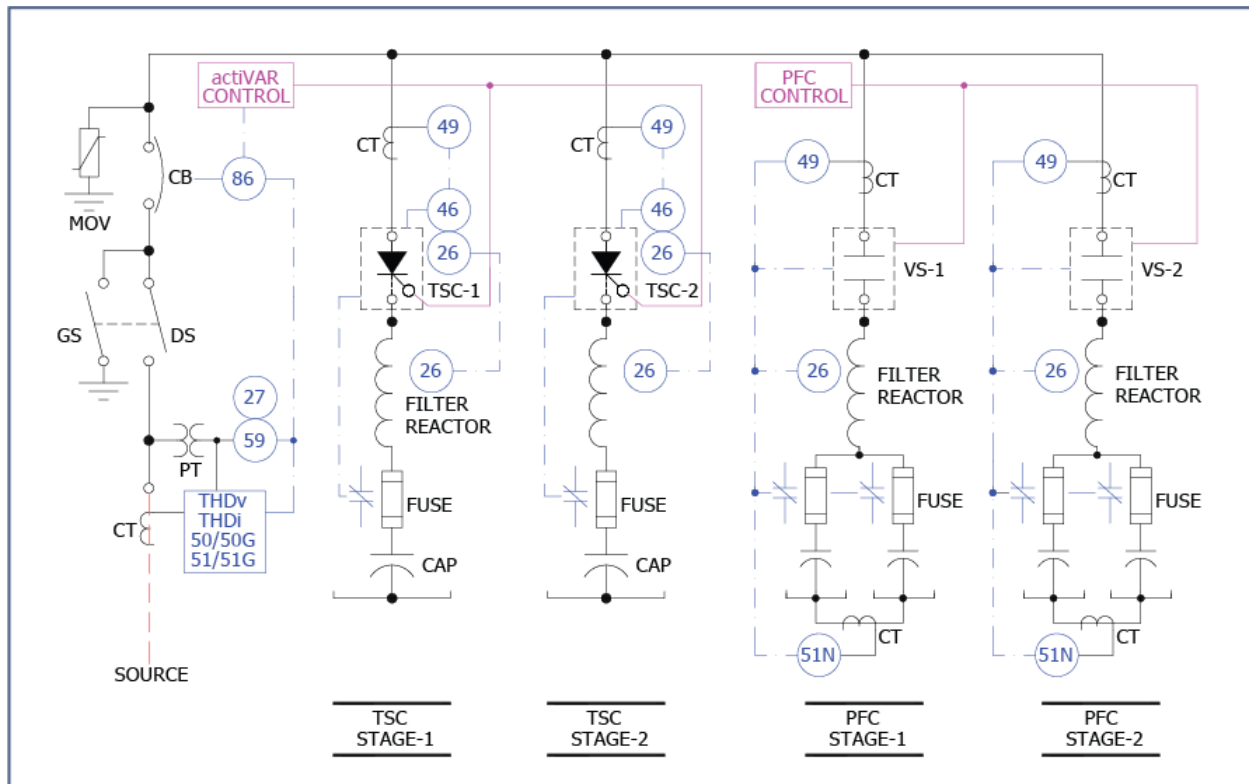 actiVAR
CONTROL
PFC
CONTROL
MOV
CB
86
GS
DS
27
59
PT
THDv
THDi
50/50G
51/51G
CT
SOURCE
CT
49
46
26
TSC-1
26
FILTER
REACTOR
FUSE
CAP
CT
49
46
26
TSC-2
26
FUSE
CAP
49
CT
VS-1
26
FILTER
REACTOR
FUSE
CT
51N
49
CT
VS-2
26
FILTER
REACTOR
FUSE
CT
51N
TSC
STAGE-1
TSC
STAGE-2
PFC
STAGE-1
PFC
STAGE-2